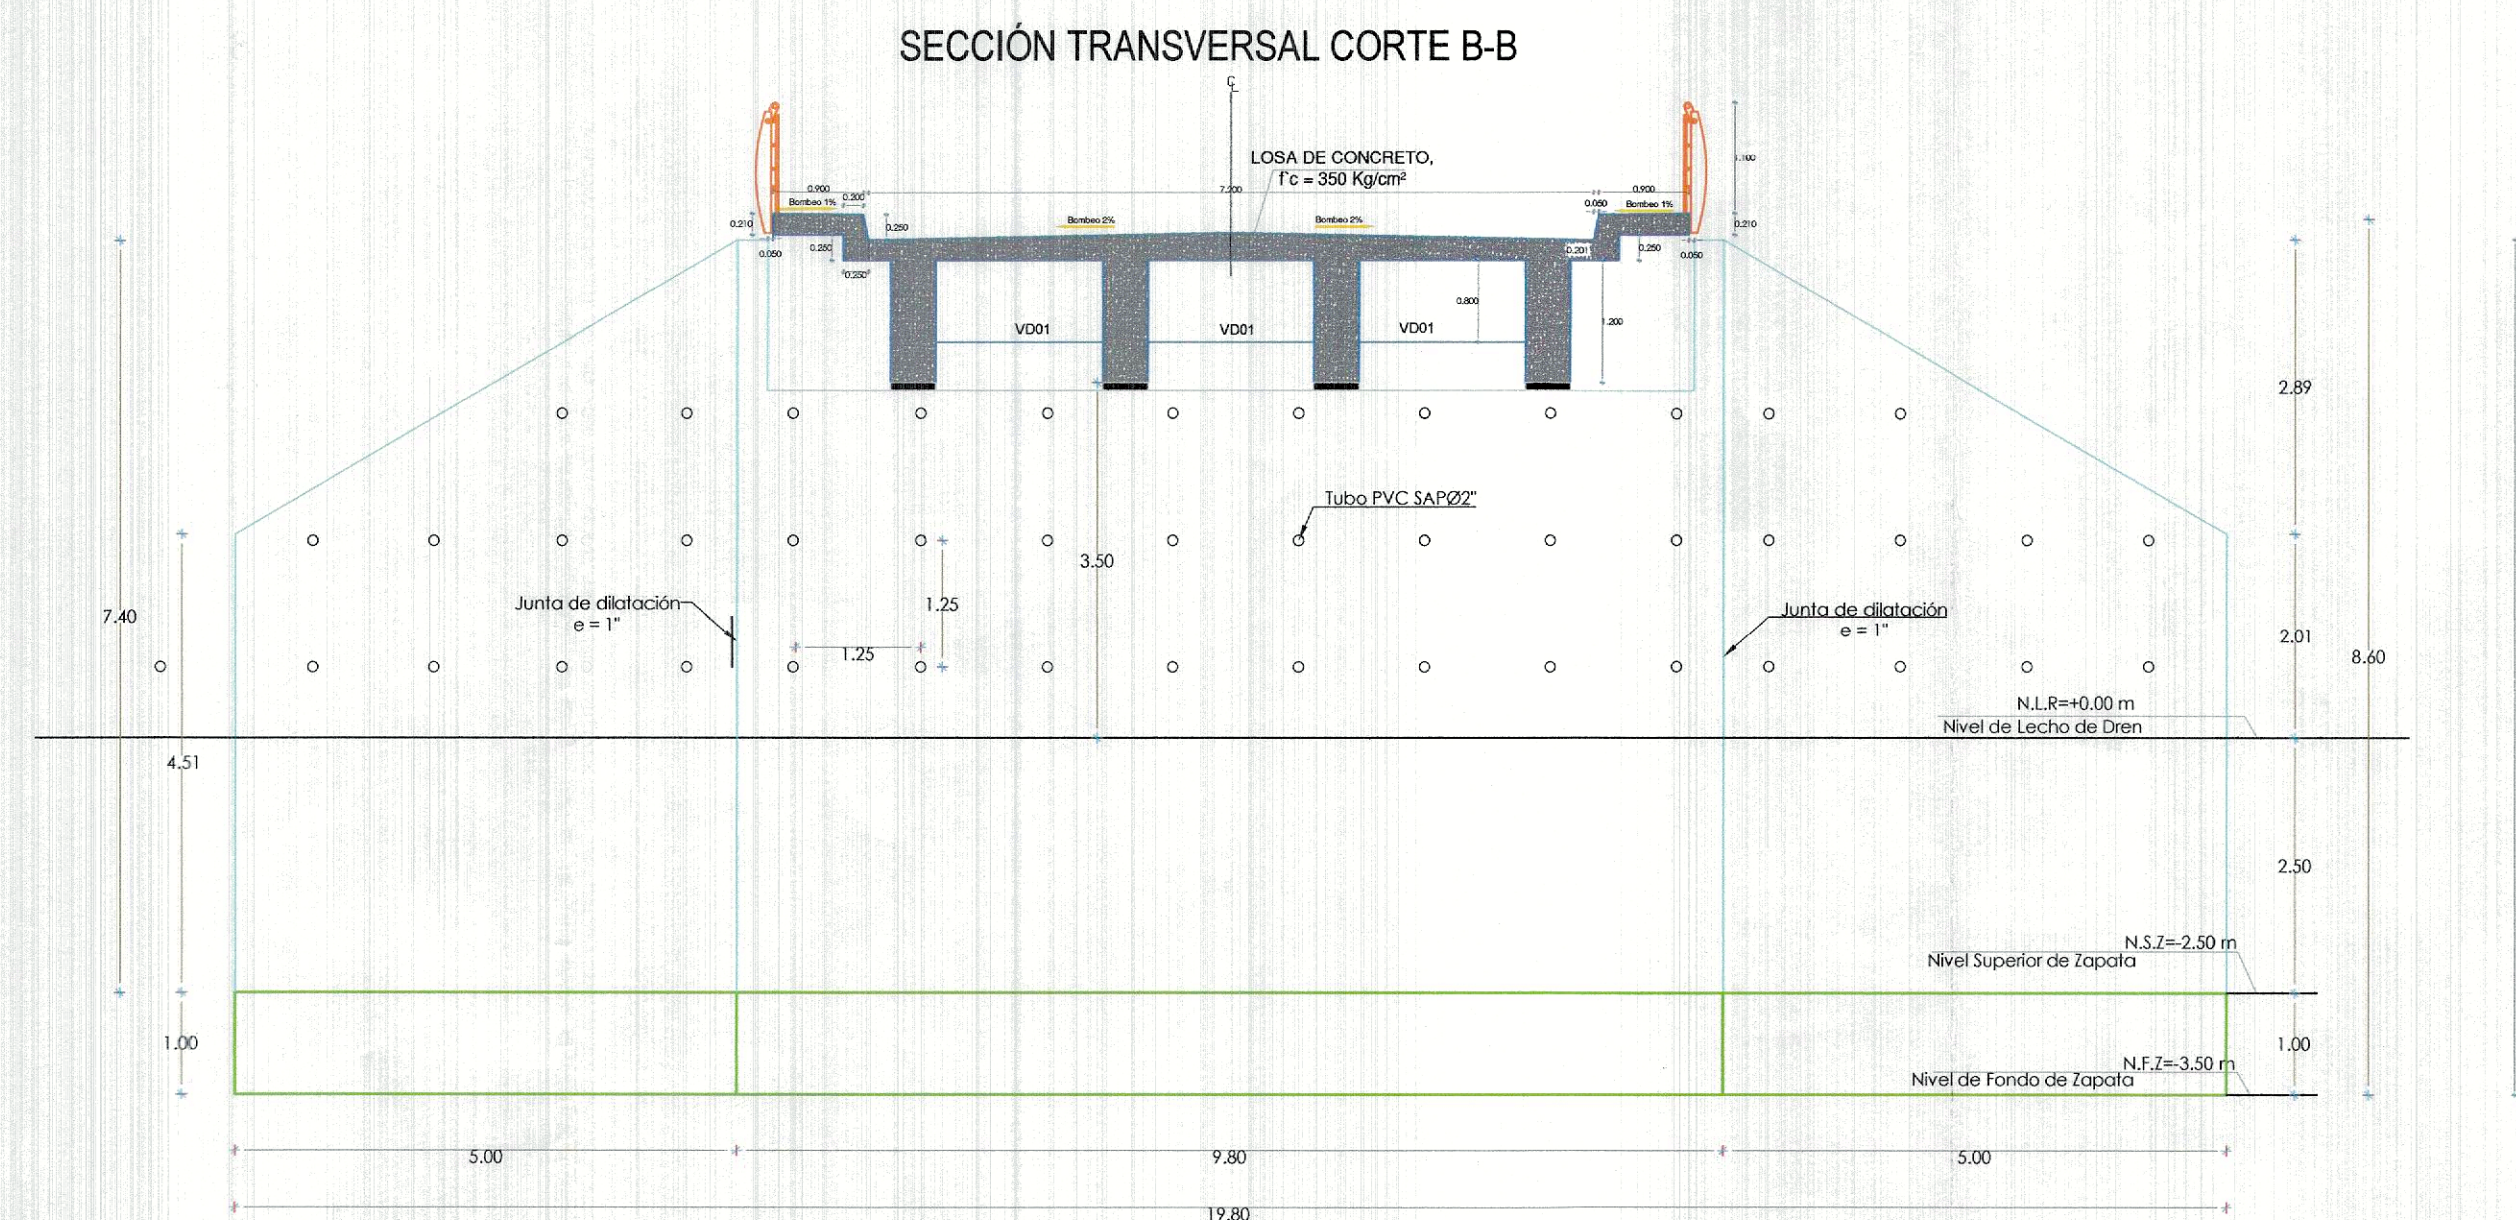 SECCIÓN TRANSVERSAL CORTE B-B
LOSA DE CONCRETO,
f'c = 350 Kg/cm²
1.100
0.900
0.200
7.200
0.050
0.900
Bombeo 1%
Bombeo 1%
0.210
0.250
Bombeo 2%
Bombeo 2%
0.210
0.050
0.250
0.250
0.201
0.250
0.050
0.800
1.200
VD01
VD01
VD01
2.89
Tubo PVC SAPØ2"
3.50
Junta de dilatación
e = 1"
1.25
1.25
Junta de dilatación
e = 1"
7.40
2.01
8.60
N.L.R=+0.00 m
Nivel de Lecho de Dren
4.51
2.50
N.S.Z=-2.50 m
Nivel Superior de Zapata
1.00
1.00
N.F.Z=-3.50 m
Nivel de Fondo de Zapata
5.00
9.80
5.00
19.80